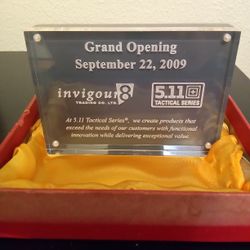 Grand Opening
September 22, 2009
invigour8
TRADING CO. LTD.
5.11
TACTICAL SERIES
At 5.11 Tactical Series®, we create products that
exceed the needs of our customers with functional
innovation while delivering exceptional value.